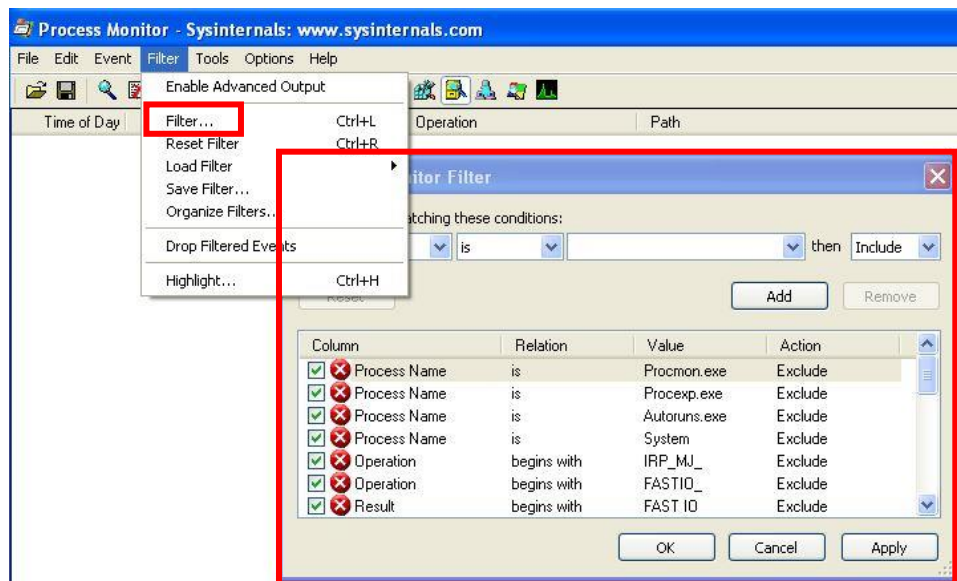 Process Monitor - Sysinternals: www.sysinternals.com
File Edit Event Filter Tools Options Help
Enable Advanced Output
Filter... Ctrl+L
Reset Filter Ctrl+R
Load Filter
Save Filter...
Organize Filters...
Drop Filtered Events
Highlight... Ctrl+H
Time of Day Operation Path
itor Filter
atching these conditions:
is then Include
Reset Add Remove
Column Relation Value Action
Process Name is Procmon.exe Exclude
Process Name is Procexp.exe Exclude
Process Name is Autoruns.exe Exclude
Process Name is System Exclude
Operation begins with IRP_MJ_ Exclude
Operation begins with FASTIO_ Exclude
Result begins with FAST IO Exclude
OK Cancel Apply